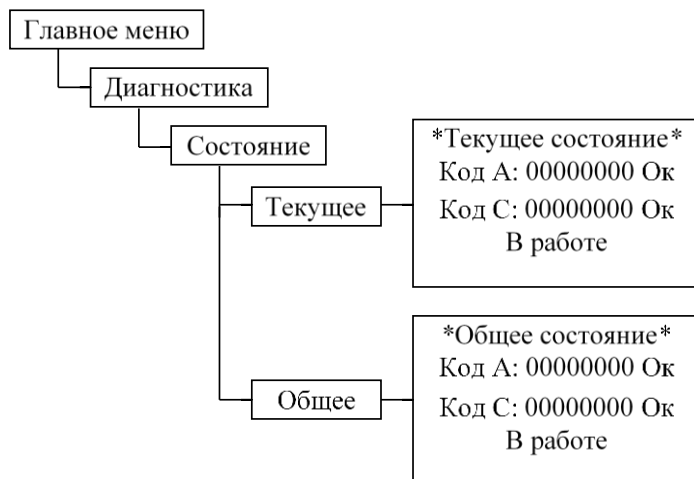 Главное меню
Диагностика
Состояние
Текущее
*Текущее состояние*
Код А: 00000000 Ок
Код С: 00000000 Ок
В работе
Общее
*Общее состояние*
Код А: 00000000 Ок
Код С: 00000000 Ок
В работе